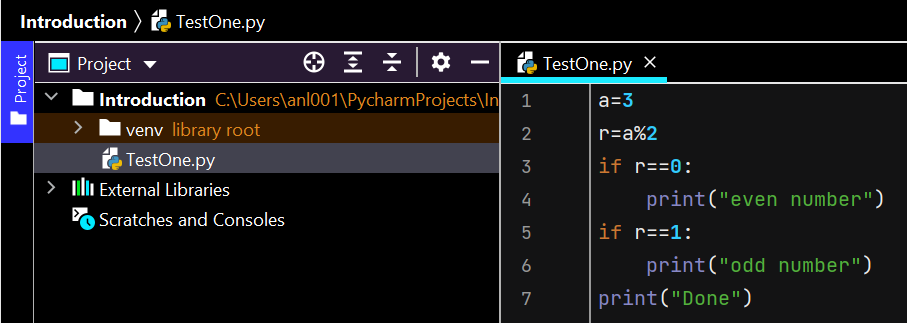 Introduction TestOne.py
Project
Project
Introduction C:\Users\anl001\PycharmProjects\In
venv library root
TestOne.py
External Libraries
Scratches and Consoles
TestOne.py
1 a=3
2 r=a%2
3 if r==0:
4     print("even number")
5 if r==1:
6     print("odd number")
7 print("Done")